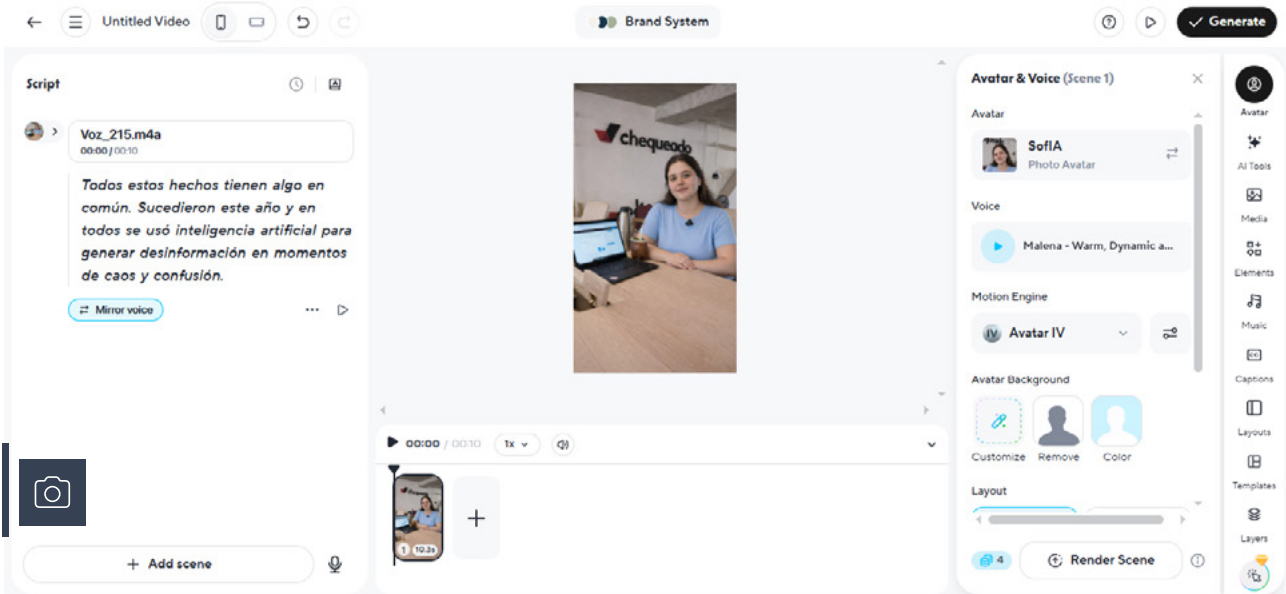 Untitled Video
Brand System
Generate
Script
Voz_215.m4a
00:00 / 00:10
Todos estos hechos tienen algo en
común. Sucedieron este año y en
todos se usó inteligencia artificial para
generar desinformación en momentos
de caos y confusión.
Mirror voice
Add scene
chequeado
00:00 / 00:10
1x
1
10.3s
Avatar & Voice (Scene 1)
Avatar
SofIA
Photo Avatar
Voice
Malena - Warm, Dynamic a...
Motion Engine
IV
Avatar IV
Avatar Background
Customize
Remove
Color
Layout
4
Render Scene
Avatar
AI Tools
Media
Elements
Music
Captions
Layouts
Templates
Layers